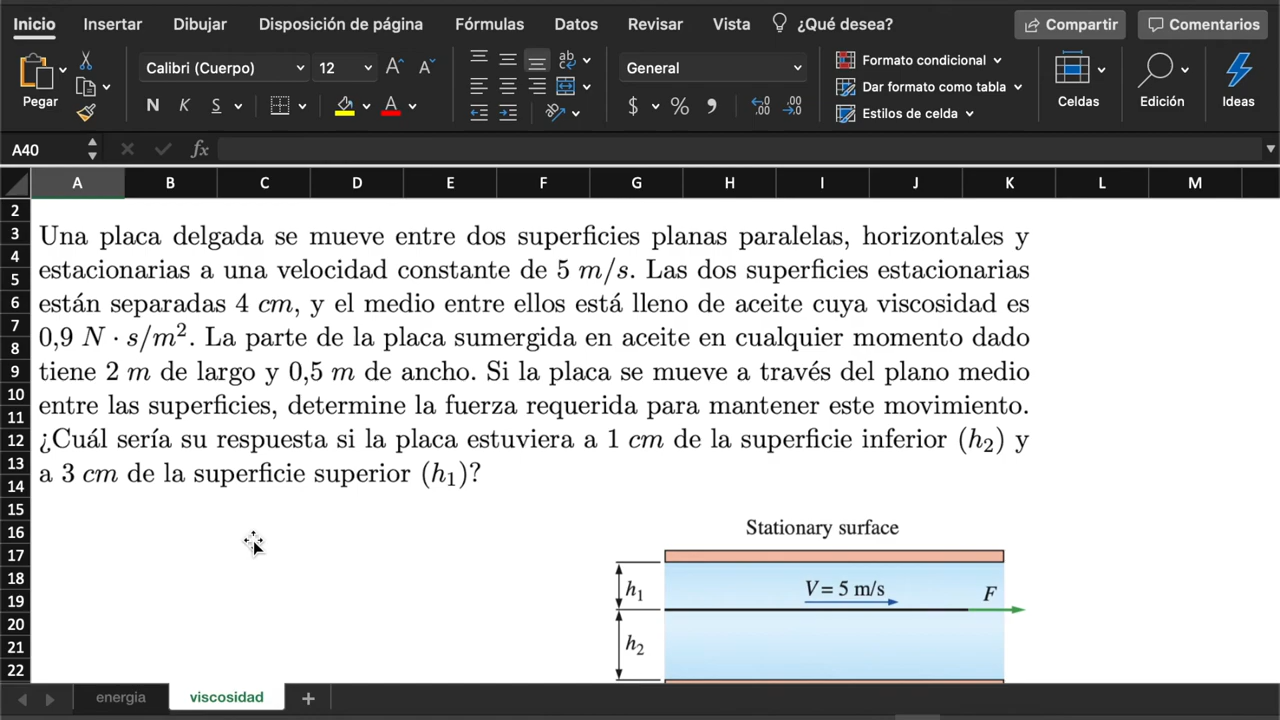 Inicio Insertar Dibujar Disposición de página Fórmulas Datos Revisar Vista ¿Qué desea? Compartir Comentarios
Pegar
Calibri (Cuerpo) 12 A^ A˅ ab General
N K S A $ % 9
Formato condicional
Dar formato como tabla
Estilos de celda
Celdas Edición Ideas
A40 fx
A B C D E F G H I J K L M
2
3
4
5
6
7
8
9
10
11
12
13
14
15
16
17
18
19
20
21
22
Una placa delgada se mueve entre dos superficies planas paralelas, horizontales y
estacionarias a una velocidad constante de 5 m/s. Las dos superficies estacionarias
están separadas 4 cm, y el medio entre ellos está lleno de aceite cuya viscosidad es
0,9 N · s/m². La parte de la placa sumergida en aceite en cualquier momento dado
tiene 2 m de largo y 0,5 m de ancho. Si la placa se mueve a través del plano medio
entre las superficies, determine la fuerza requerida para mantener este movimiento.
¿Cuál sería su respuesta si la placa estuviera a 1 cm de la superficie inferior (h₂) y
a 3 cm de la superficie superior (h₁)?
Stationary surface
h₁ V = 5 m/s F
h₂
energia viscosidad +